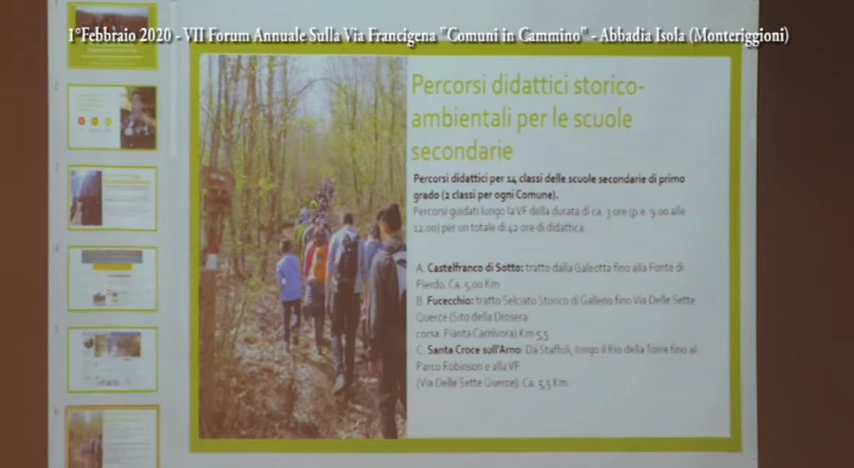 1°Febbraio 2020 - VII Forum Annuale Sulla Via Francigena "Comuni in Cammino" - Abbadia Isola (Monteriggioni)
Percorsi didattici storico-
ambientali per le scuole
secondarie
Percorsi didattici per 14 classi delle scuole secondarie di primo
grado (2 classi per ogni Comune).
Percorsi guidati lungo la VF della durata di ca. 3 ore (p.e. 9.00 alle
12.00) per un totale di 42 ore di didattica.
A. Castelfranco di Sotto: tratto dalla Galeotta fino alla Fonte di
Ca. 5,00 Km
B. Fucecchio: tratto Selciato Storico di Galleno fino Via Delle Sette
Querce (Sito della Drosera
corsa: Pianta Carnivora) Km 5,5
C. Santa Croce sull'Arno: Da Staffoli, lungo il Rio della Torre fino al
Parco Robinson e alla VF
(Via Delle Sette Querce). Ca. 5,5 Km.